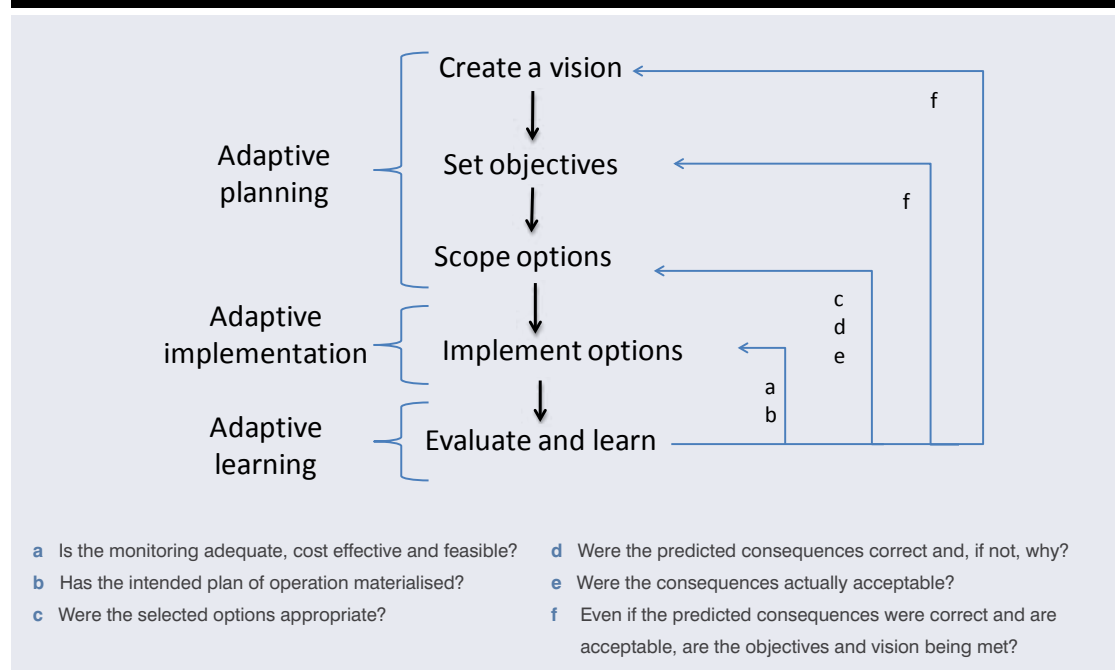 Create a vision
f
Adaptive
planning
Set objectives
f
Scope options
c
d
e
Adaptive
implementation
Implement options
a
b
Adaptive
learning
Evaluate and learn
a Is the monitoring adequate, cost effective and feasible?
b Has the intended plan of operation materialised?
c Were the selected options appropriate?
d Were the predicted consequences correct and, if not, why?
e Were the consequences actually acceptable?
f Even if the predicted consequences were correct and are
acceptable, are the objectives and vision being met?